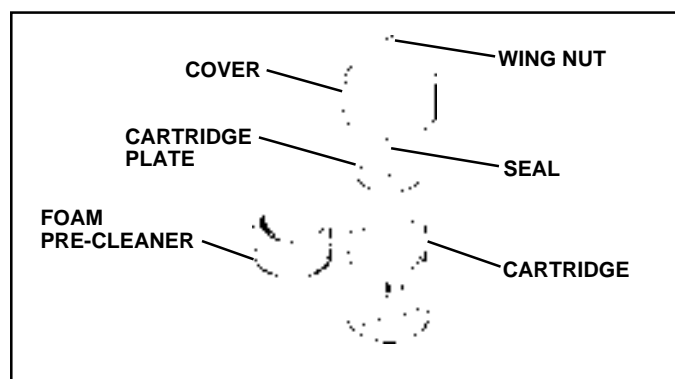 WING NUT
COVER
CARTRIDGE
PLATE
SEAL
FOAM
PRE-CLEANER
CARTRIDGE